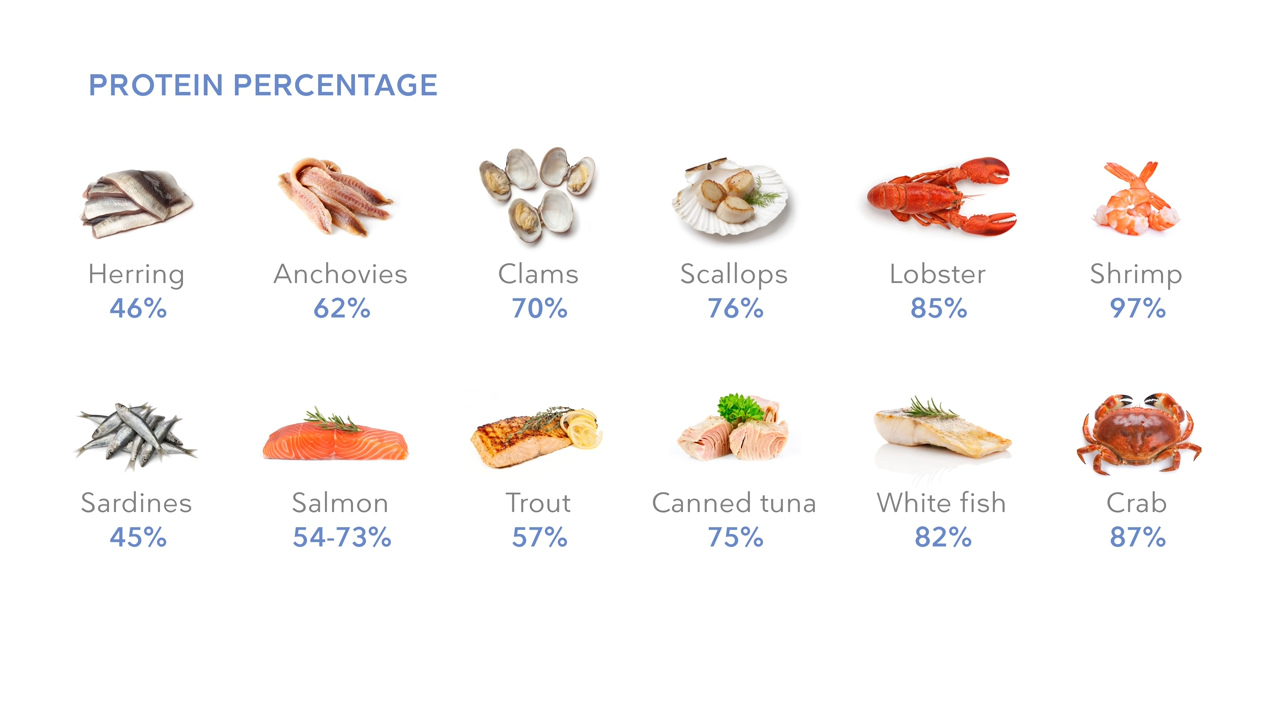 PROTEIN PERCENTAGE
Herring Anchovies Clams Scallops Lobster Shrimp
46% 62% 70% 76% 85% 97%
Sardines Salmon Trout Canned tuna White fish Crab
45% 54-73% 57% 75% 82% 87%